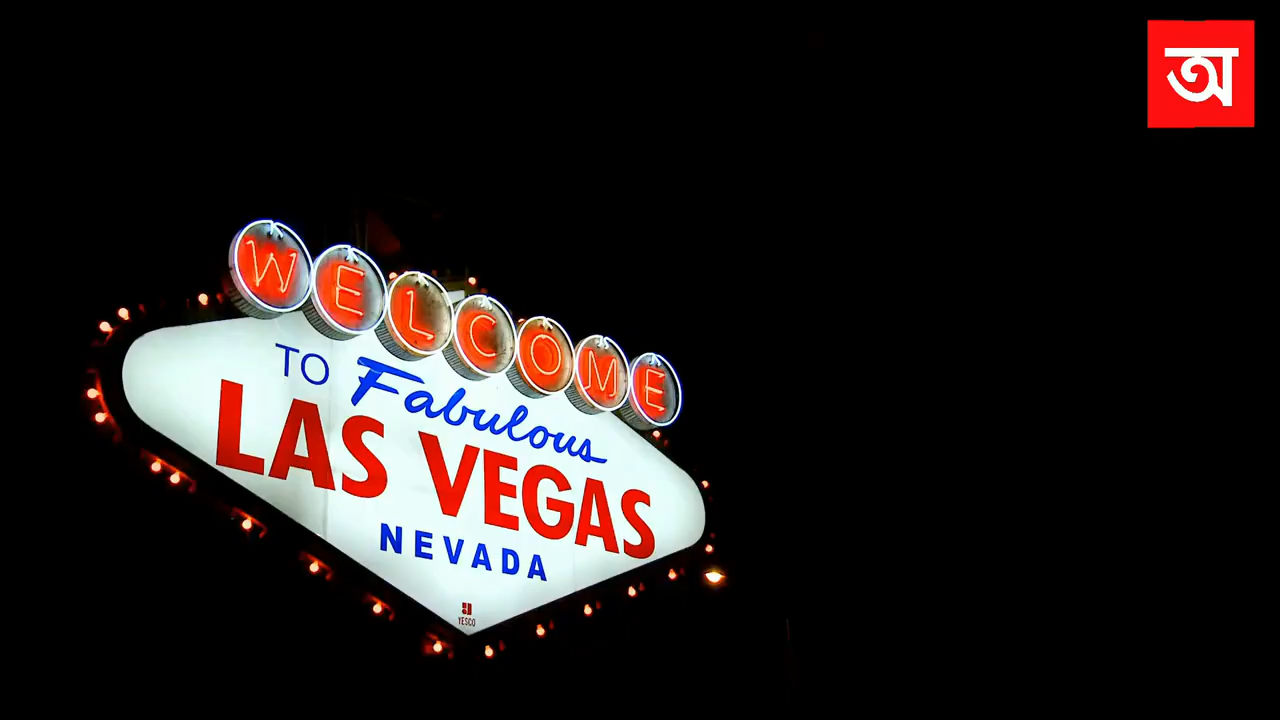 অ
WELCOME
TO Fabulous
LAS VEGAS
NEVADA
YESCO